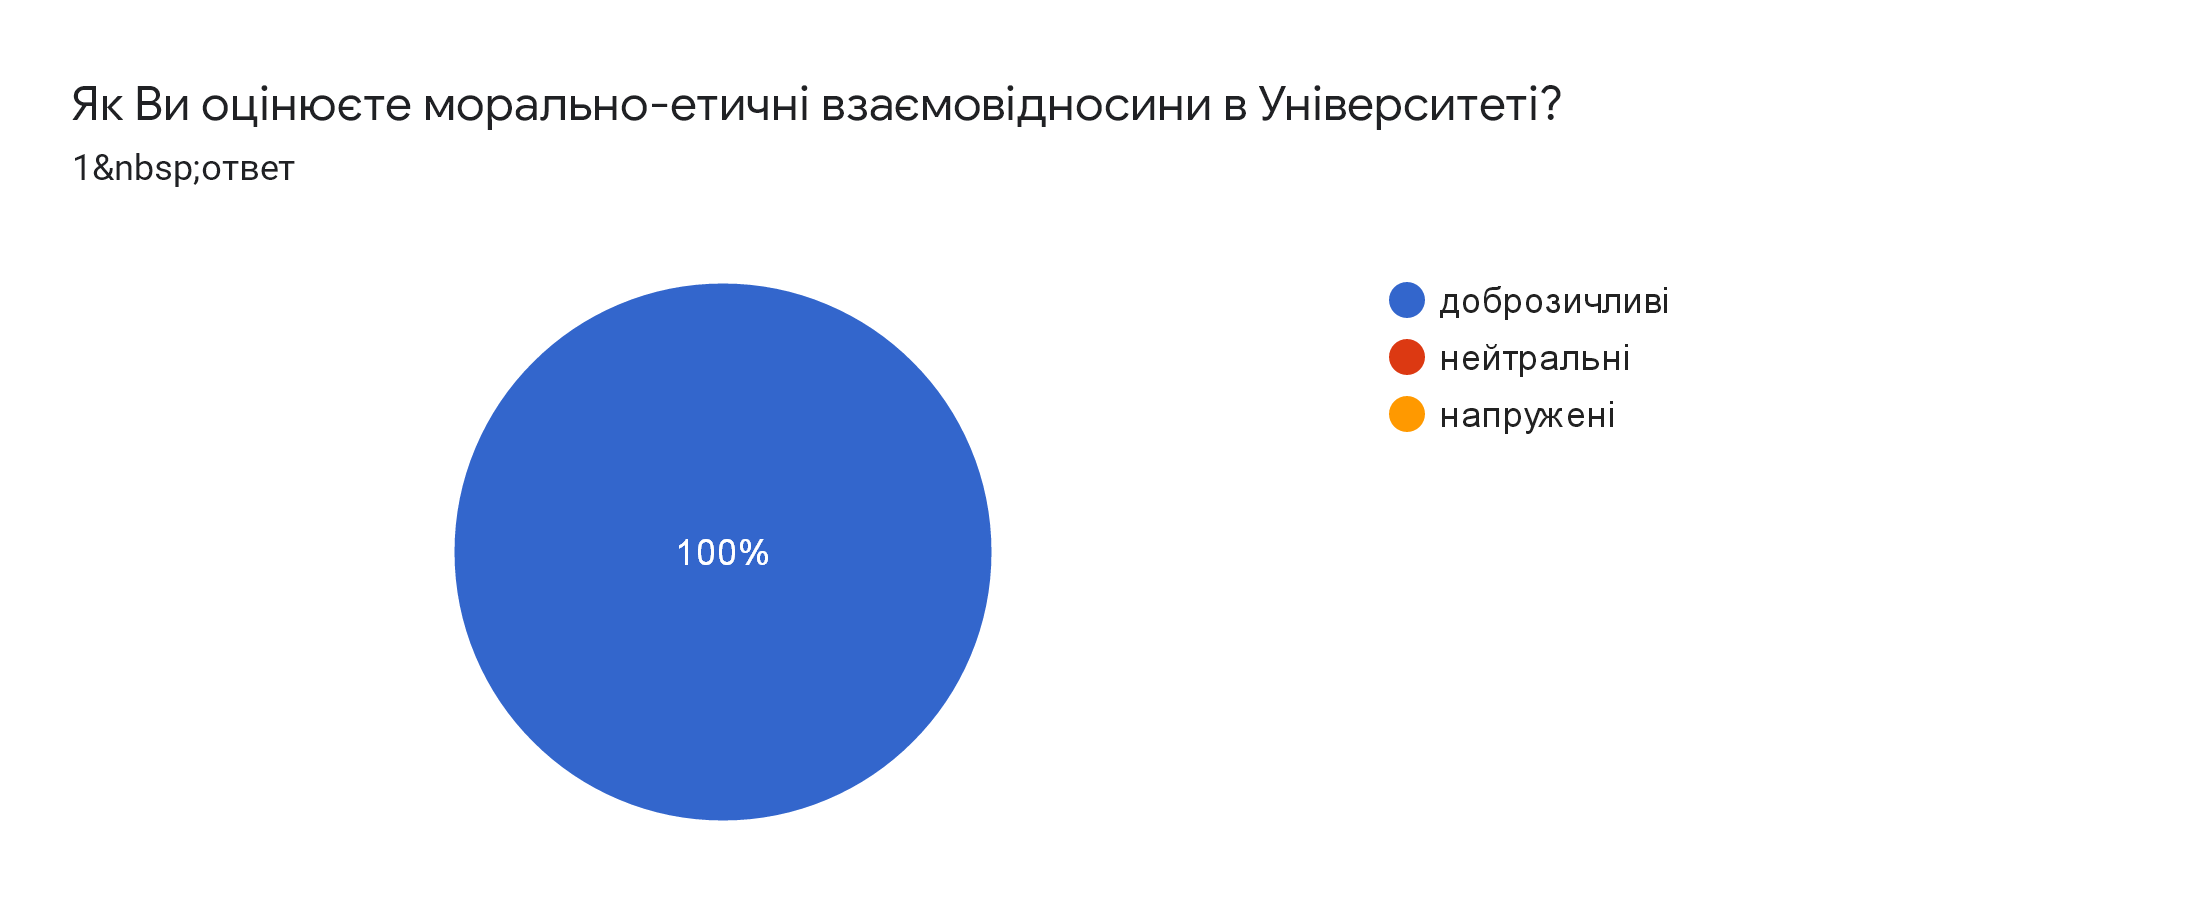 Як Ви оцінюєте морально-етичні взаємовідносини в Університеті?
1&nbsp;ответ
доброзичливі
нейтральні
напружені
100%